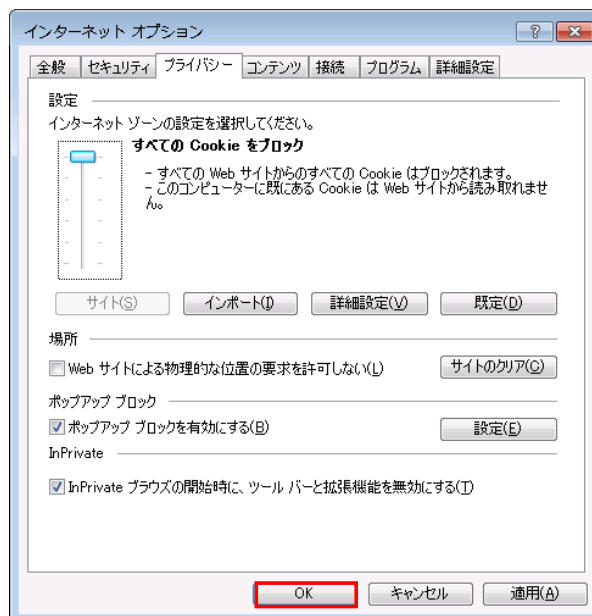 インターネット オプション
全般 セキュリティ プライバシー コンテンツ 接続 プログラム 詳細設定
設定
インターネット ゾーンの設定を選択してください。
すべての Cookie をブロック
- すべての Web サイトからのすべての Cookie はブロックされます。
- このコンピューターに既にある Cookie は Web サイトから読み取れませ
ん。
サイト(S) インポート(I) 詳細設定(V) 既定(D)
場所
Web サイトによる物理的な位置の要求を許可しない(L) サイトのクリア(C)
ポップアップ ブロック
ポップアップ ブロックを有効にする(B) 設定(E)
InPrivate
InPrivate ブラウズの開始時に、ツール バーと拡張機能を無効にする(T)
OK キャンセル 適用(A)